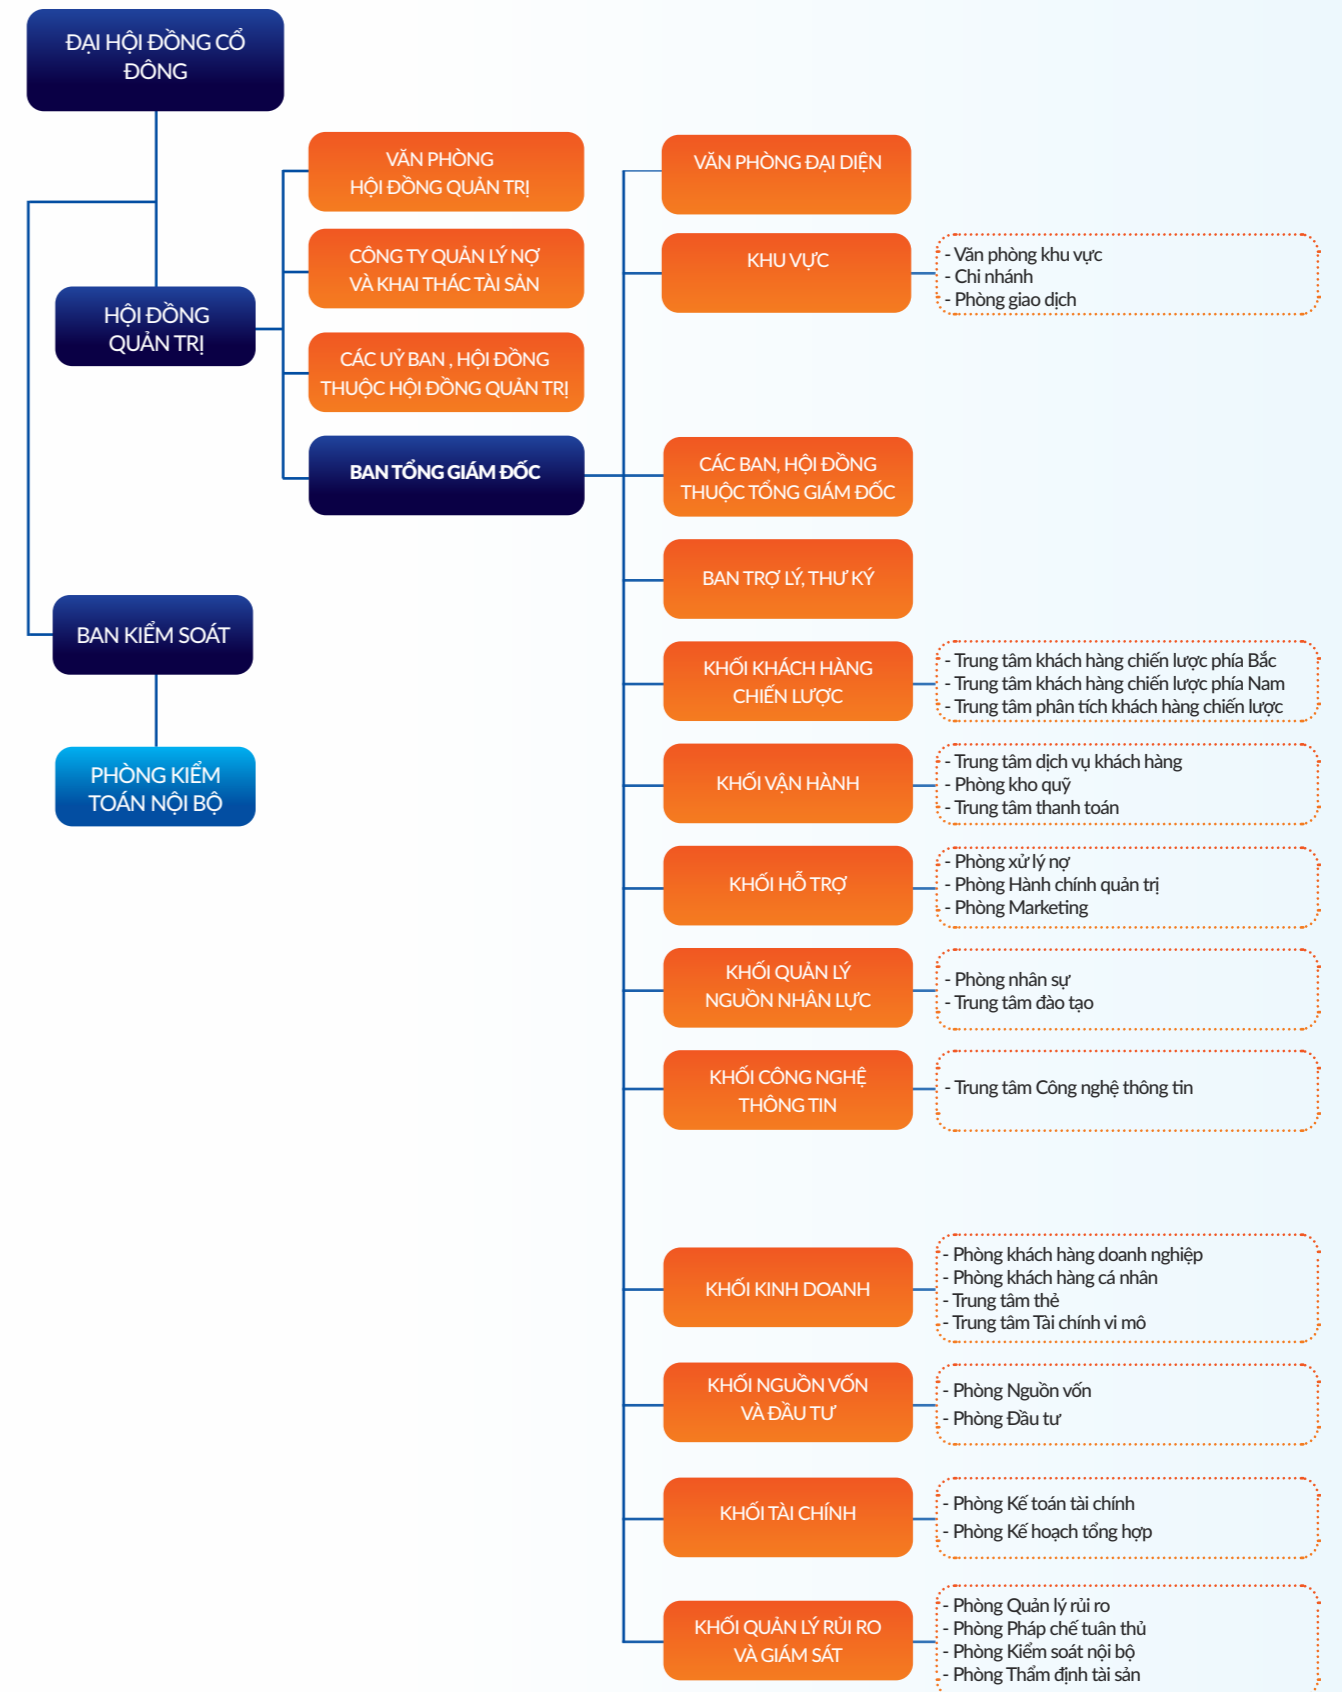 ĐẠI HỘI ĐỒNG CỔ
ĐÔNG
HỘI ĐỒNG
QUẢN TRỊ
BAN KIỂM SOÁT
PHÒNG KIỂM
TOÁN NỘI BỘ
VĂN PHÒNG
HỘI ĐỒNG QUẢN TRỊ
CÔNG TY QUẢN LÝ NỢ
VÀ KHAI THÁC TÀI SẢN
CÁC UỶ BAN , HỘI ĐỒNG
THUỘC HỘI ĐỒNG QUẢN TRỊ
BAN TỔNG GIÁM ĐỐC
VĂN PHÒNG ĐẠI DIỆN
KHU VỰC
- Văn phòng khu vực
- Chi nhánh
- Phòng giao dịch
CÁC BAN, HỘI ĐỒNG
THUỘC TỔNG GIÁM ĐỐC
BAN TRỢ LÝ, THƯ KÝ
KHỐI KHÁCH HÀNG
CHIẾN LƯỢC
- Trung tâm khách hàng chiến lược phía Bắc
- Trung tâm khách hàng chiến lược phía Nam
- Trung tâm phân tích khách hàng chiến lược
KHỐI VẬN HÀNH
- Trung tâm dịch vụ khách hàng
- Phòng kho quỹ
- Trung tâm thanh toán
KHỐI HỖ TRỢ
- Phòng xử lý nợ
- Phòng Hành chính quản trị
- Phòng Marketing
KHỐI QUẢN LÝ
NGUỒN NHÂN LỰC
- Phòng nhân sự
- Trung tâm đào tạo
KHỐI CÔNG NGHỆ
THÔNG TIN
- Trung tâm Công nghệ thông tin
KHỐI KINH DOANH
- Phòng khách hàng doanh nghiệp
- Phòng khách hàng cá nhân
- Trung tâm thẻ
- Trung tâm Tài chính vi mô
KHỐI NGUỒN VỐN
VÀ ĐẦU TƯ
- Phòng Nguồn vốn
- Phòng Đầu tư
KHỐI TÀI CHÍNH
- Phòng Kế toán tài chính
- Phòng Kế hoạch tổng hợp
KHỐI QUẢN LÝ RỦI RO
VÀ GIÁM SÁT
- Phòng Quản lý rủi ro
- Phòng Pháp chế tuân thủ
- Phòng Kiểm soát nội bộ
- Phòng Thẩm định tài sản